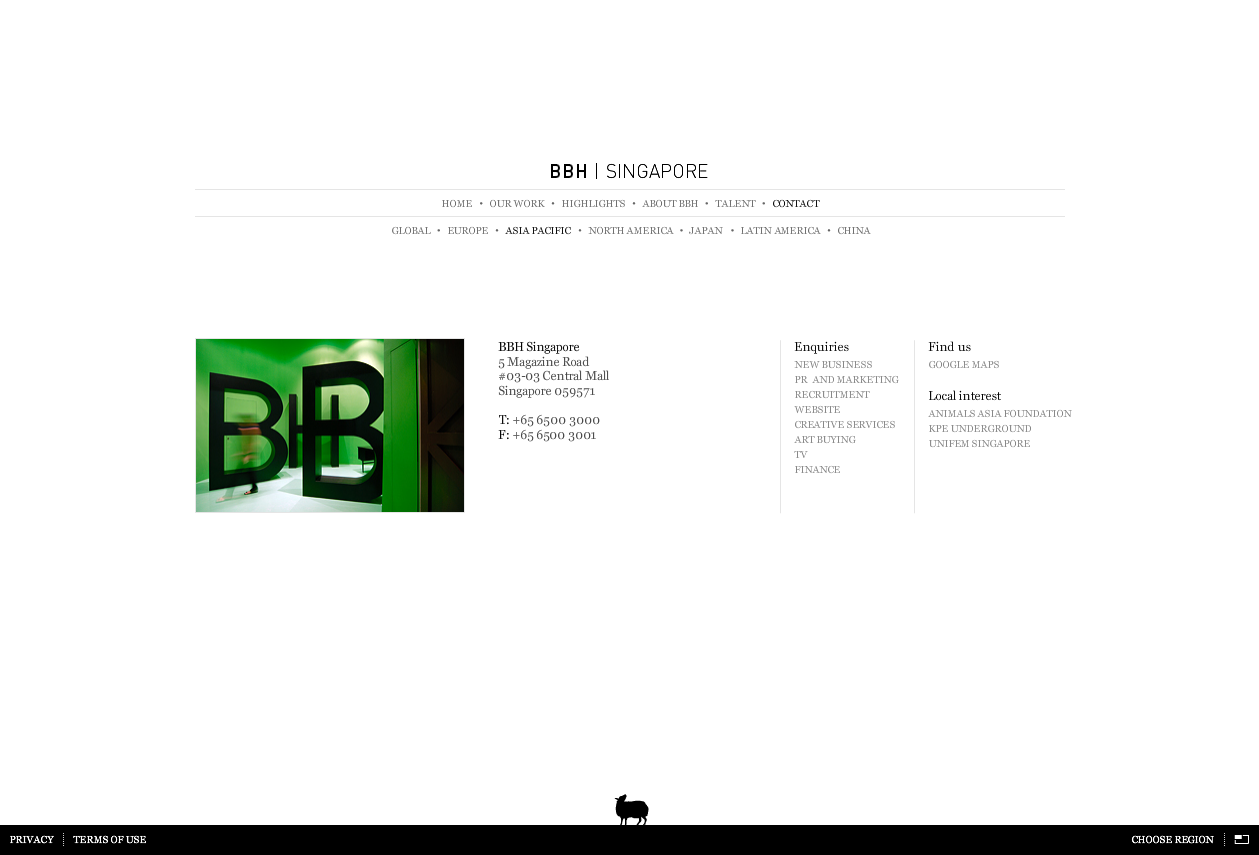 BBH | SINGAPORE
HOME • OUR WORK • HIGHLIGHTS • ABOUT BBH • TALENT • CONTACT
GLOBAL • EUROPE • ASIA PACIFIC • NORTH AMERICA • JAPAN • LATIN AMERICA • CHINA
BBH
BBH Singapore
5 Magazine Road
#03-03 Central Mall
Singapore 059571
T: +65 6500 3000
F: +65 6500 3001
Enquiries
NEW BUSINESS
PR AND MARKETING
RECRUITMENT
WEBSITE
CREATIVE SERVICES
ART BUYING
TV
FINANCE
Find us
GOOGLE MAPS
Local interest
ANIMALS ASIA FOUNDATION
KPE UNDERGROUND
UNIFEM SINGAPORE
PRIVACY
TERMS OF USE
CHOOSE REGION